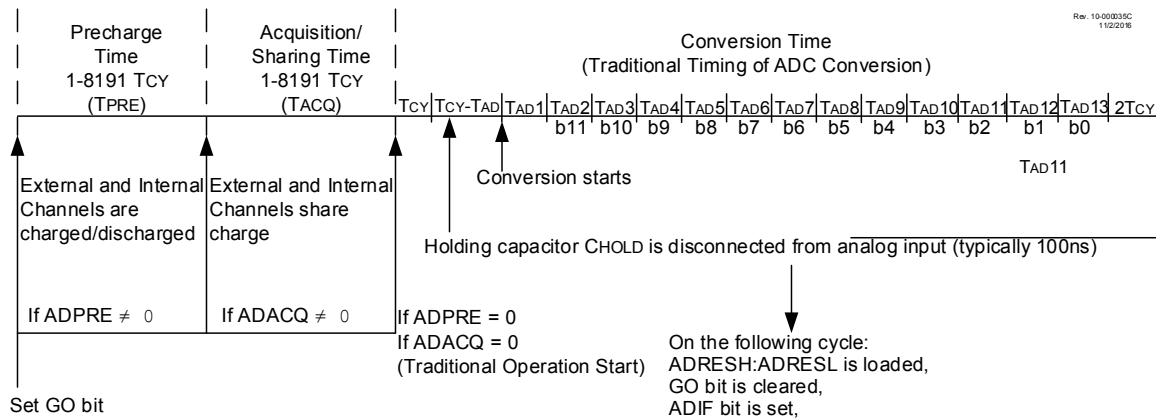 Rev. 10-000035C
11/2/2016
Precharge
Time
1-8191 TCY
(TPRE)
Acquisition/
Sharing Time
1-8191 TCY
(TACQ)
Conversion Time
(Traditional Timing of ADC Conversion)
TCY TCY-TAD TAD1 TAD2 TAD3 TAD4 TAD5 TAD6 TAD7 TAD8 TAD9 TAD10 TAD11 TAD12 TAD13 2TCY
b11 b10 b9 b8 b7 b6 b5 b4 b3 b2 b1 b0
External and Internal
Channels are
charged/discharged
External and Internal
Channels share
charge
Conversion starts
TAD11
Holding capacitor CHOLD is disconnected from analog input (typically 100ns)
If ADPRE ≠ 0
If ADACQ ≠ 0
If ADPRE = 0
If ADACQ = 0
(Traditional Operation Start)
On the following cycle:
ADRESH:ADRESL is loaded,
GO bit is cleared,
ADIF bit is set,
Set GO bit